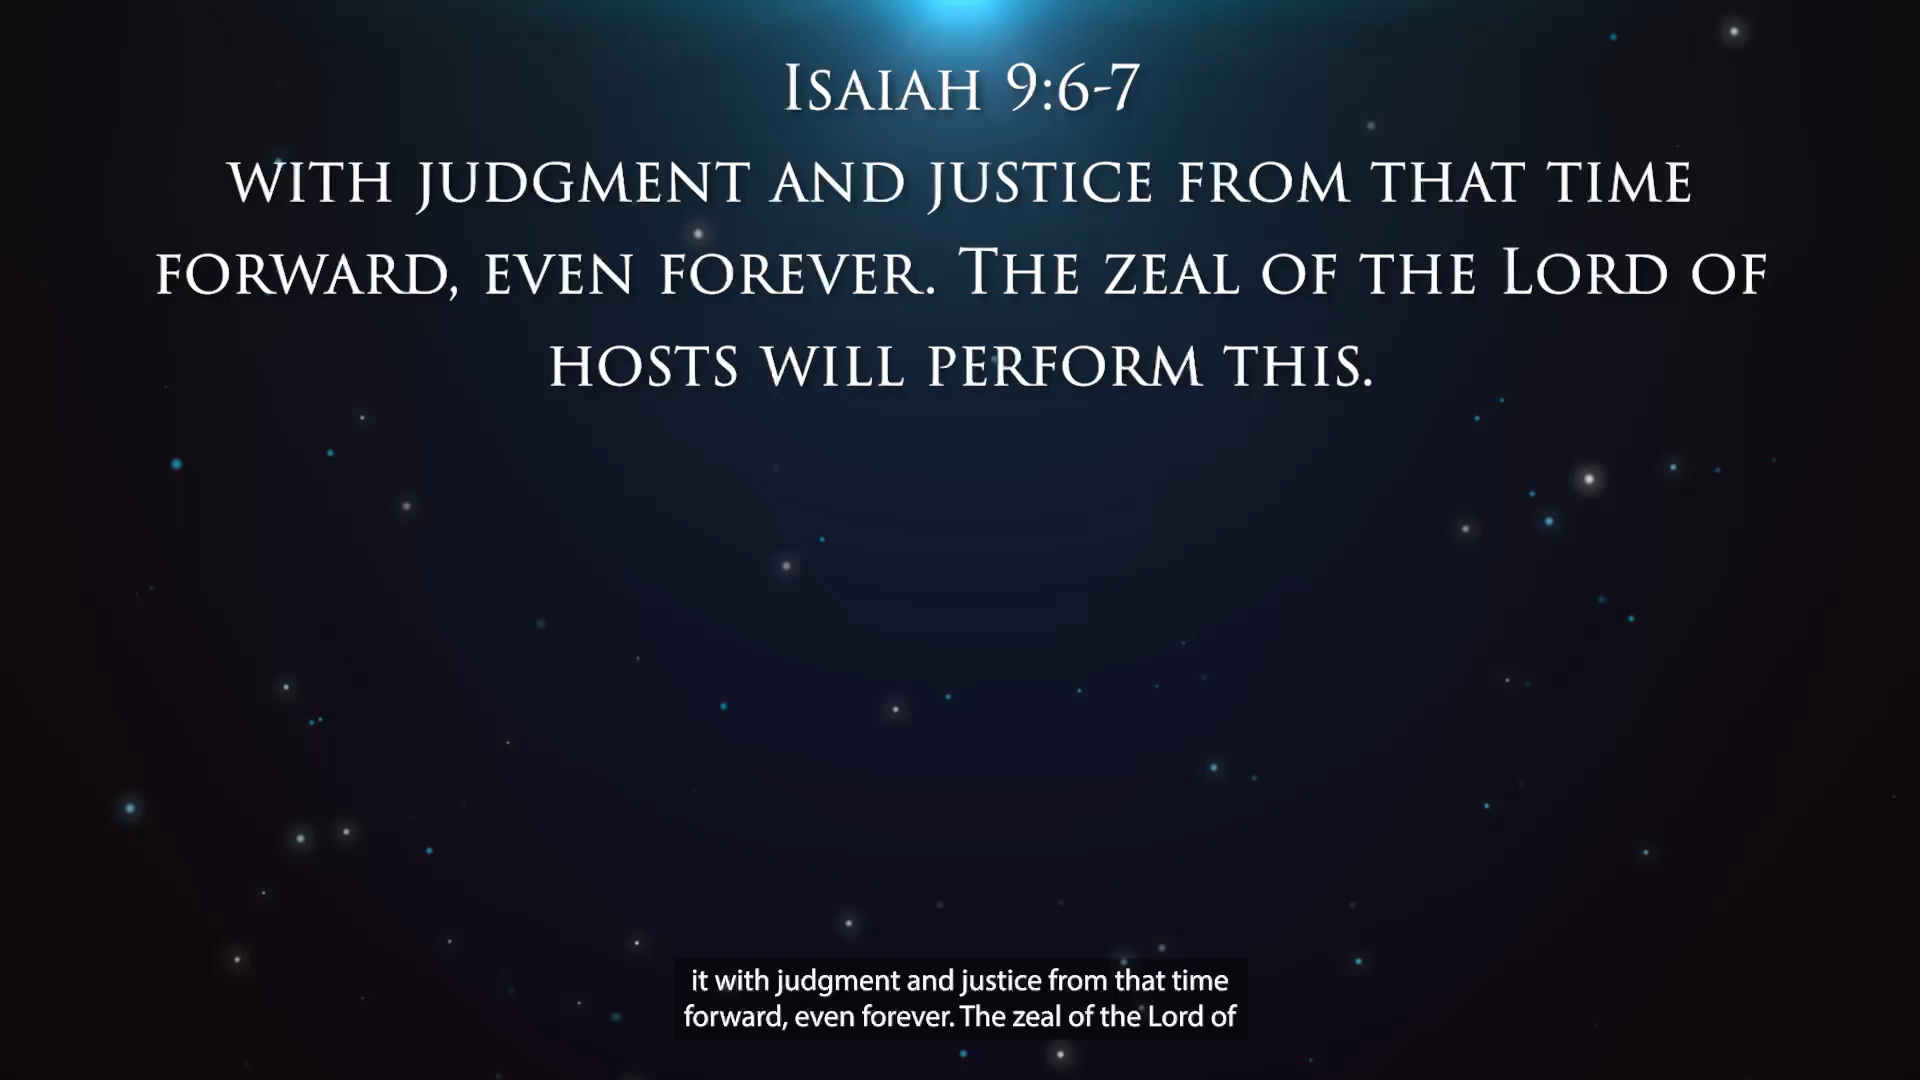 Isaiah 9:6-7
with judgment and justice from that time
forward, even forever. The zeal of the Lord of
hosts will perform this.
it with judgment and justice from that time
forward, even forever. The zeal of the Lord of